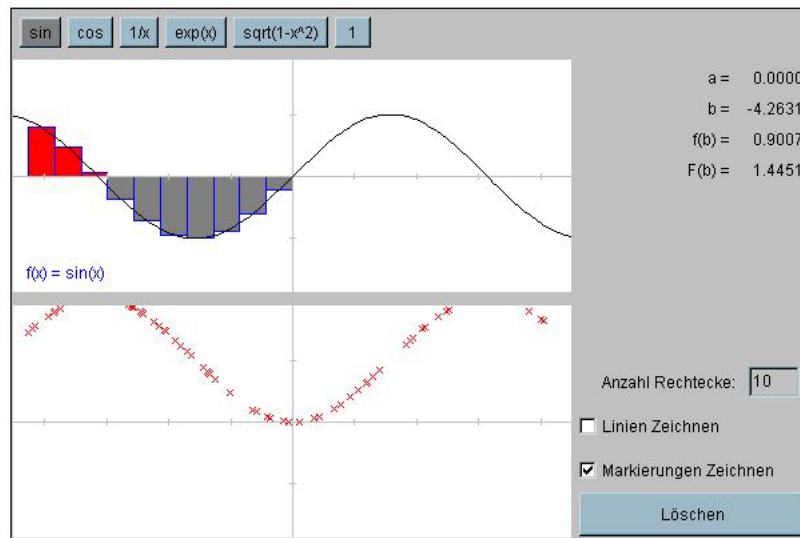 sin cos 1/x exp(x) sqrt(1-x^2) 1
a = 0.0000
b = -4.2631
f(b) = 0.9007
F(b) = 1.4451
f(x) = sin(x)
Anzahl Rechtecke: 10
Linien Zeichnen
Markierungen Zeichnen
Löschen